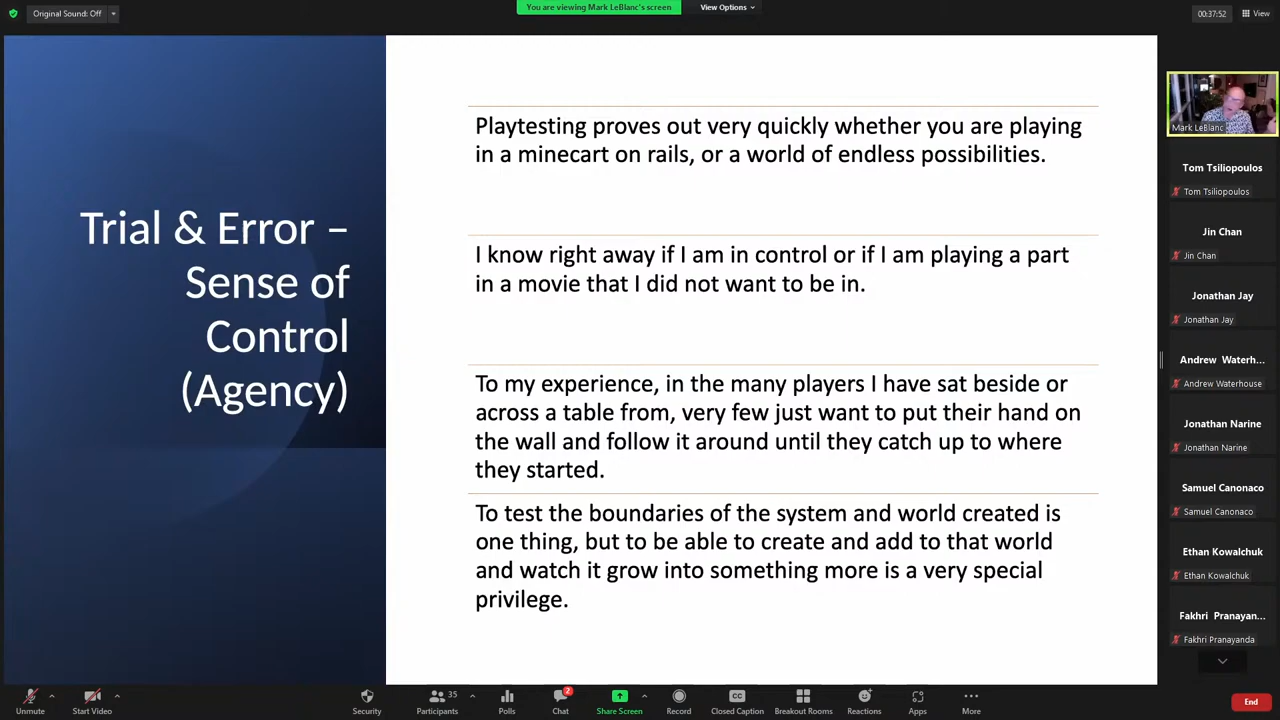 Original Sound: Off
You are viewing Mark LeBlanc's screen
View Options
00:37:52
View
Trial & Error –
Sense of
Control
(Agency)
Playtesting proves out very quickly whether you are playing
in a minecart on rails, or a world of endless possibilities.
I know right away if I am in control or if I am playing a part
in a movie that I did not want to be in.
To my experience, in the many players I have sat beside or
across a table from, very few just want to put their hand on
the wall and follow it around until they catch up to where
they started.
To test the boundaries of the system and world created is
one thing, but to be able to create and add to that world
and watch it grow into something more is a very special
privilege.
Mark LeBlanc
Tom Tsiliopoulos
Tom Tsiliopoulos
Jin Chan
Jin Chan
Jonathan Jay
Jonathan Jay
Andrew Waterh...
Andrew Waterhouse
Jonathan Narine
Jonathan Narine
Samuel Canonaco
Samuel Canonaco
Ethan Kowalchuk
Ethan Kowalchuk
Fakhri Pranayan...
Fakhri Pranayanda
Unmute
Start Video
Security
Participants
35
Polls
Chat
2
Share Screen
Record
CC
Closed Caption
Breakout Rooms
Reactions
Apps
More
End